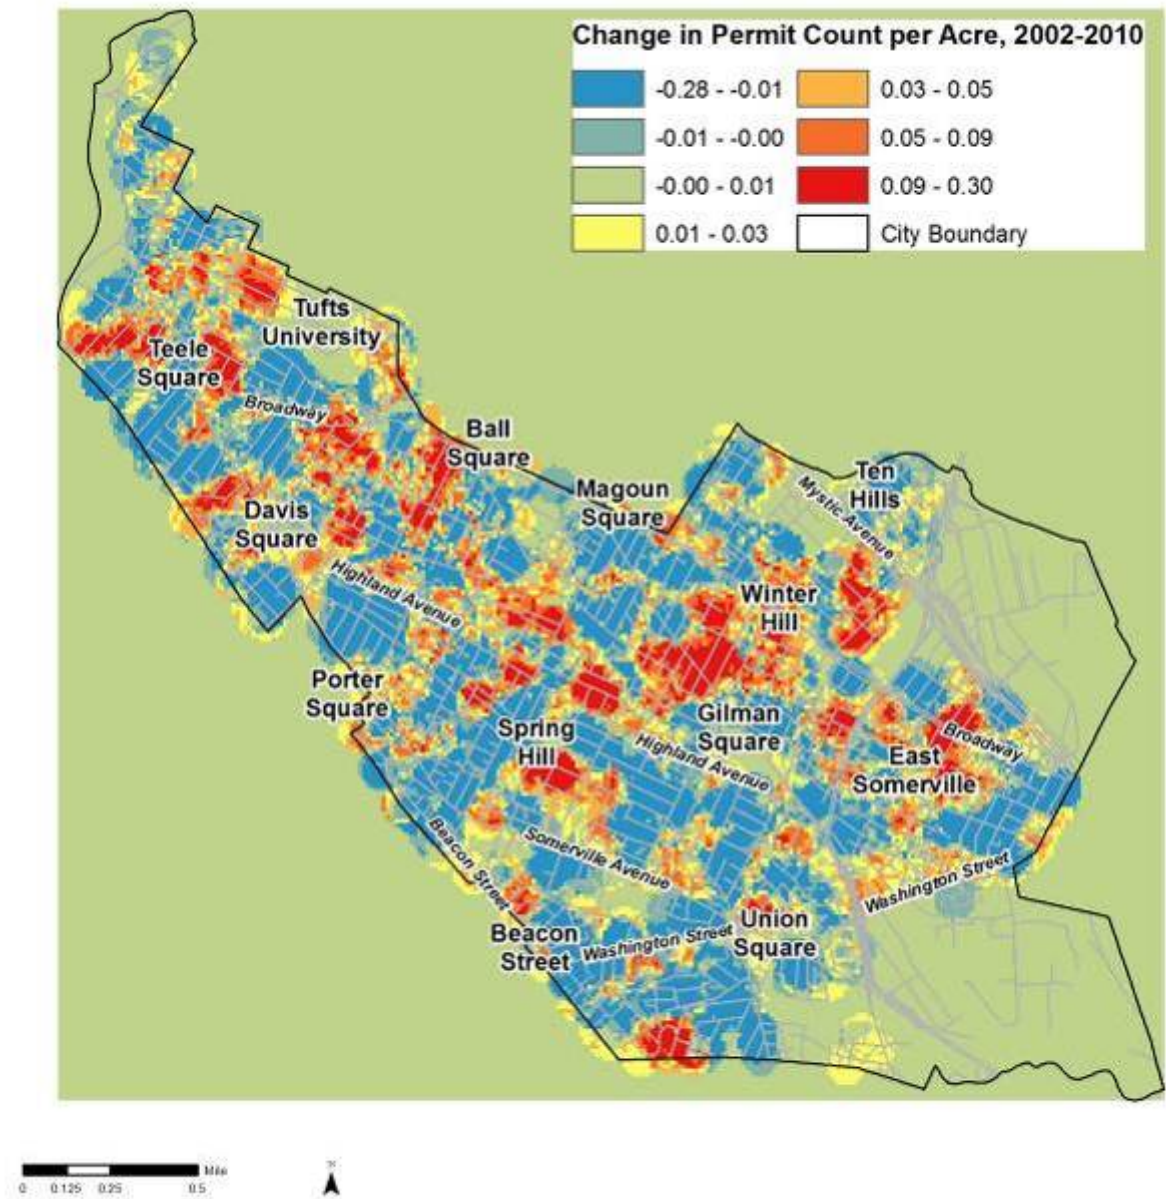 Change in Permit Count per Acre, 2002-2010
-0.28 - -0.01
0.03 - 0.05
-0.01 - -0.00
0.05 - 0.09
-0.00 - 0.01
0.09 - 0.30
0.01 - 0.03
City Boundary
Tufts
University
Teele
Square
Broadway
Ball
Square
Ten
Hills
Mystic Avenue
Magoun
Square
Davis
Square
Highland Avenue
Winter
Hill
Porter
Square
Gilman
Square
Spring
Hill
Highland Avenue
Broadway
East
Somerville
Beacon Street
Somerville Avenue
Washington Street
Union
Square
Beacon
Street
Washington Street
Mile
0 0.125 0.25 0.5
N